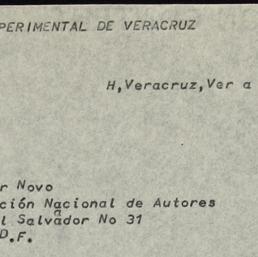 PERIMENTAL DE VERACRUZ
H,Veracruz,Ver a
r Novo
ción Nacional de Autores
l Salvador No 31
D.F.